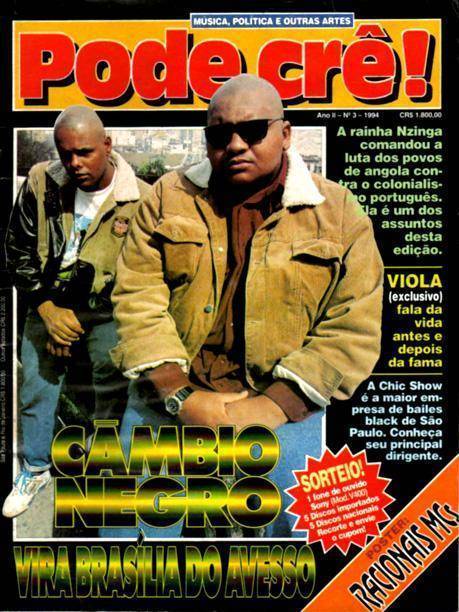 MÚSICA, POLÍTICA E OUTRAS ARTES
Pode crê!
Ano II – Nº 3 – 1994
CR$ 1.800,00
A rainha Nzinga
comandou a
luta dos povos
de angola con-
tra o colonialis-
mo português.
Ela é um dos
assuntos
desta
edição.
VIOLA
(exclusivo)
fala da
vida
antes e
depois
da fama
A Chic Show
é a maior em-
presa de bailes
black de São
Paulo. Conheça
seu principal
dirigente.
CÂMBIO
NEGRO
VIRA BRASÍLIA DO AVESSO
SORTEIO!
1 fone de ouvido
Sony (Mod. V400)
5 Discos importados
5 Discos nacionais
Recorte e envie
o cupom!
POSTER:
RACIONAIS MCs